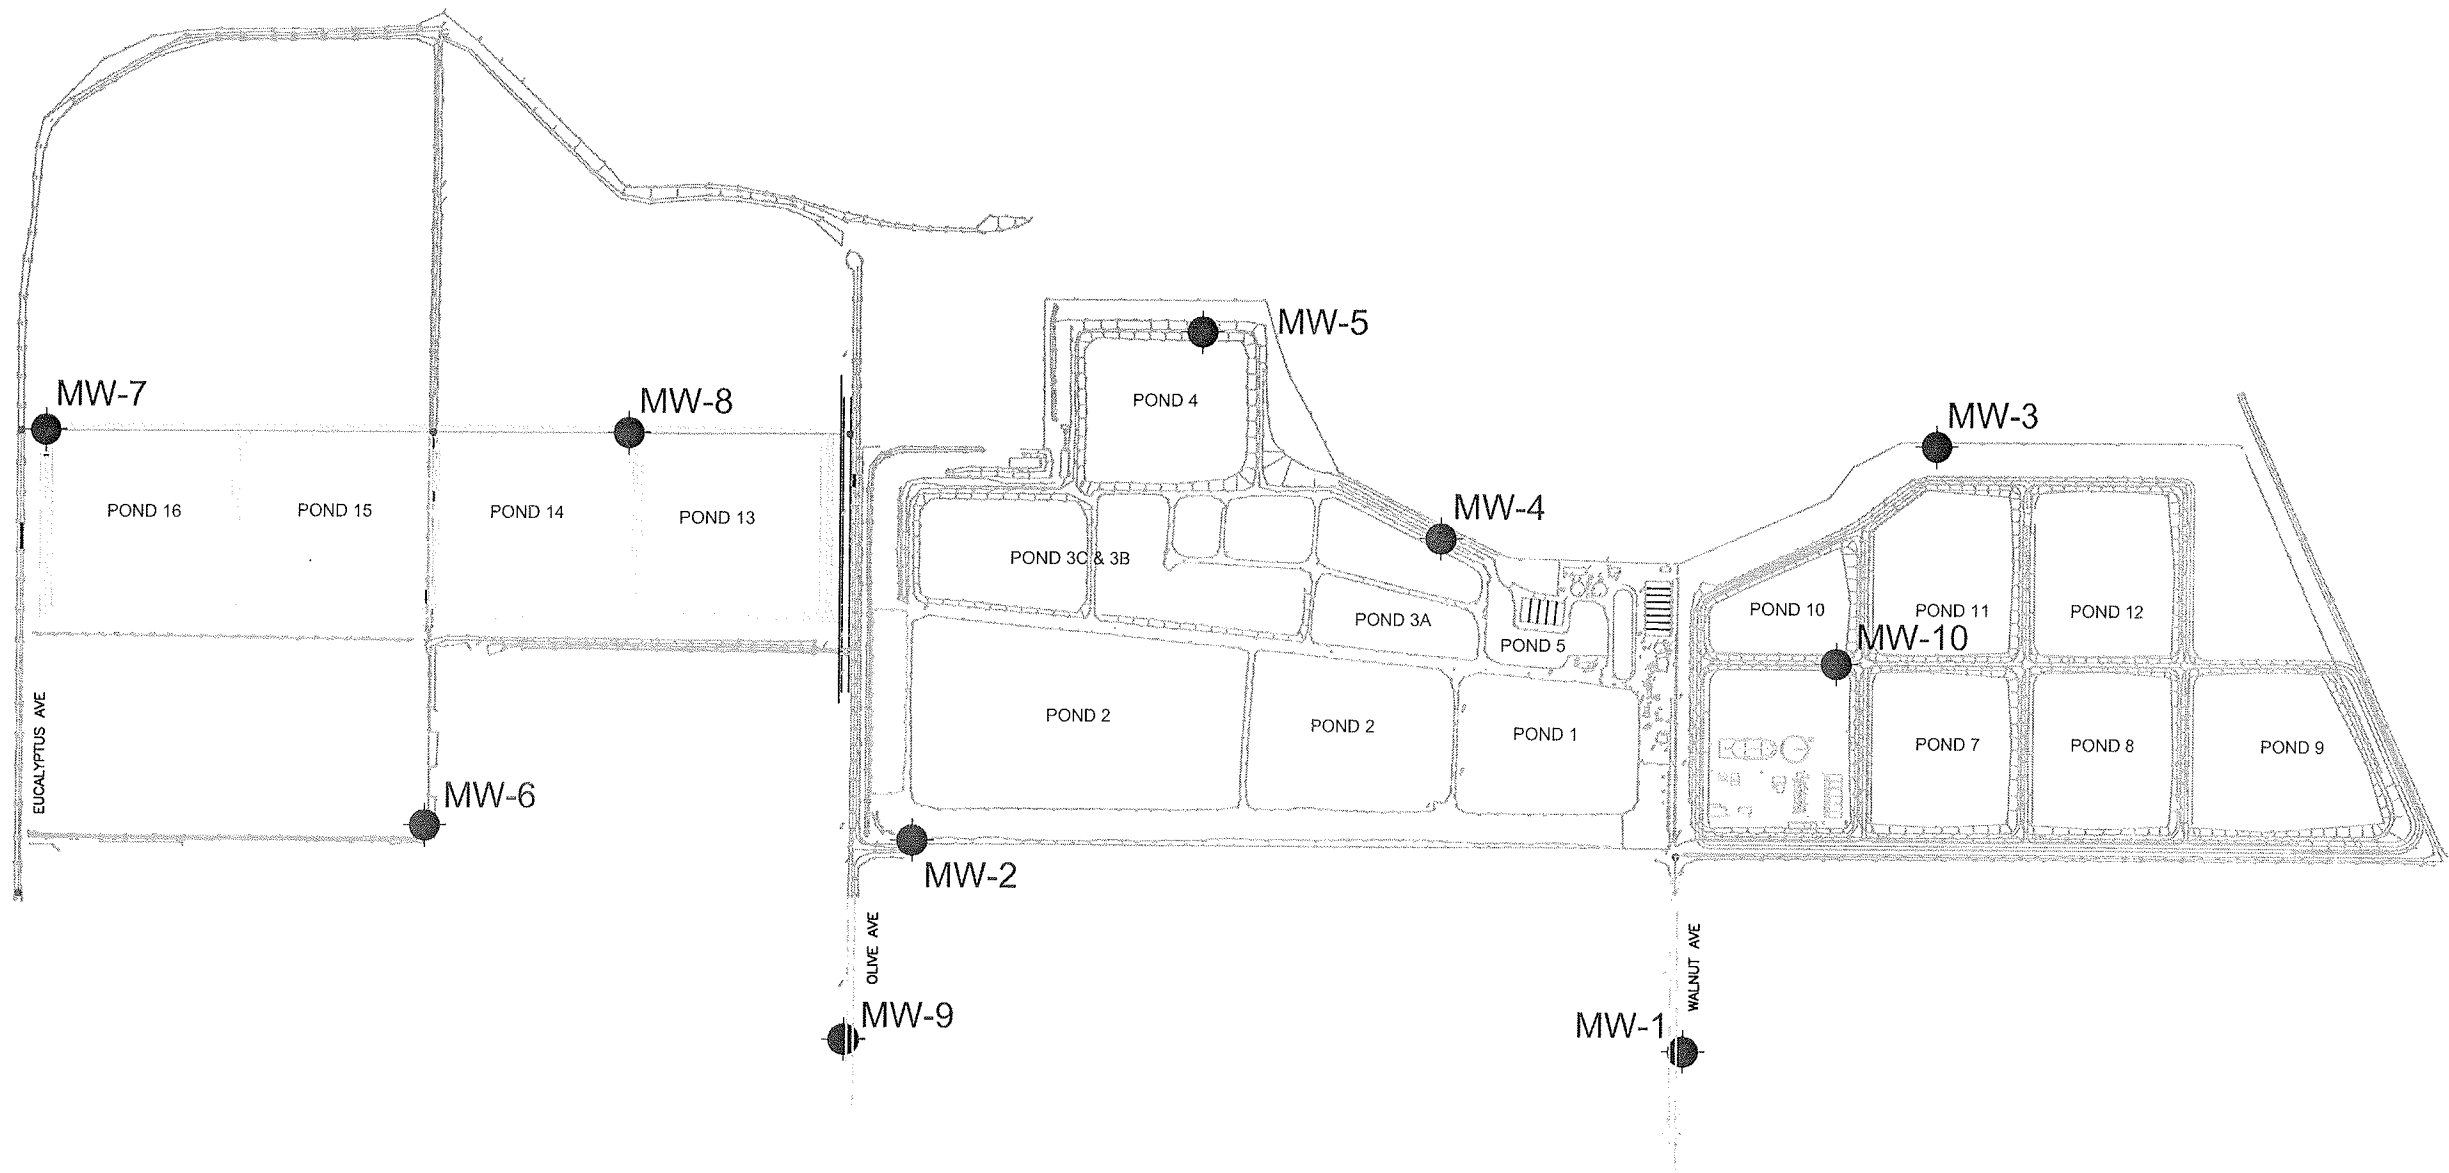 MW-5
MW-7
MW-8
POND 4
MW-3
MW-4
POND 16
POND 15
POND 14
POND 13
POND 3C & 3B
POND 3A
POND 5
POND 10
POND 11
POND 12
MW-10
POND 2
POND 2
POND 1
POND 7
POND 8
POND 9
EUCALYPTUS AVE
MW-6
MW-2
OLIVE AVE
WALNUT AVE
MW-9
MW-1